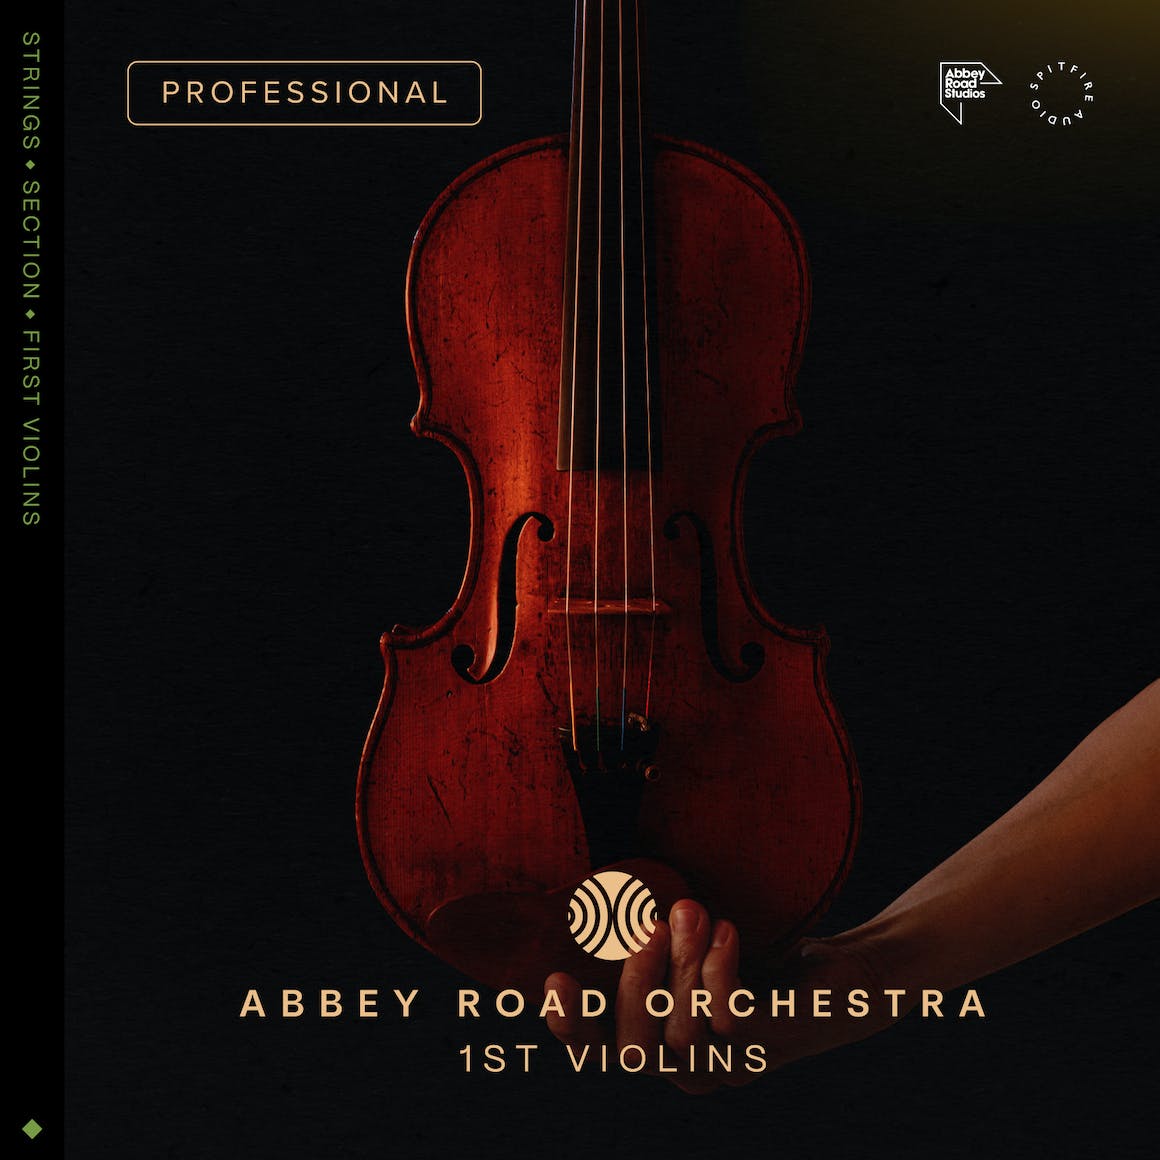 STRINGS ◆ SECTION ◆ FIRST VIOLINS
PROFESSIONAL
Abbey
Road
Studios
SPITFIRE AUDIO
ABBEY ROAD ORCHESTRA
1ST VIOLINS